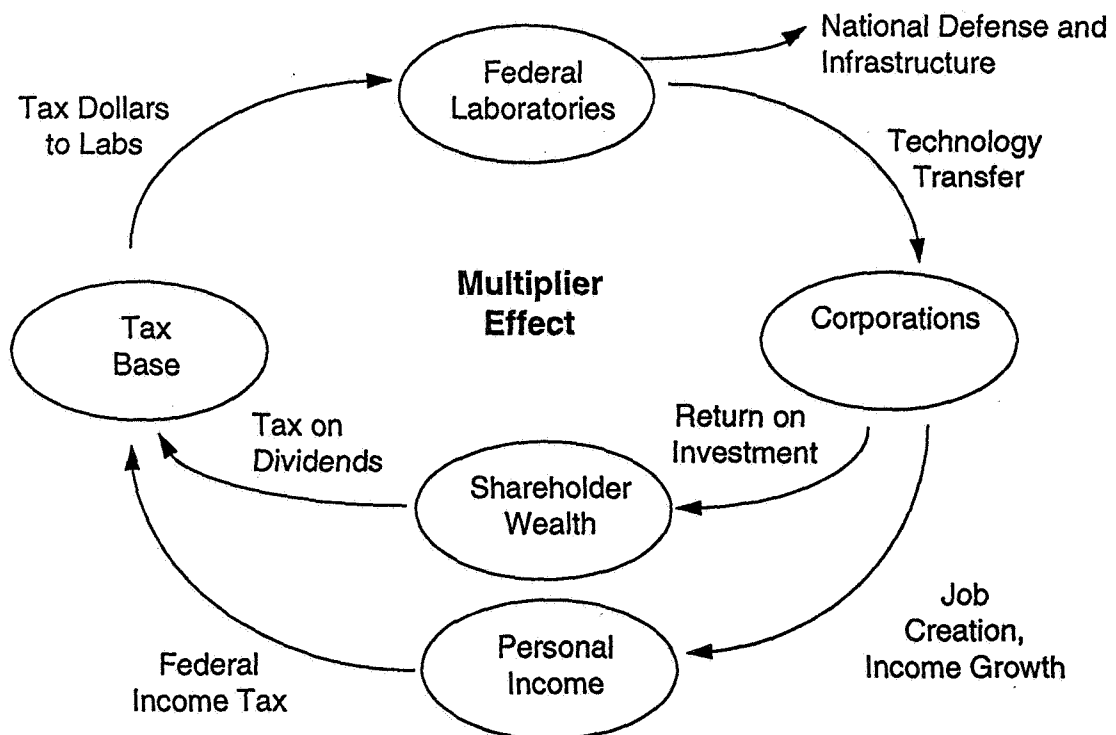 National Defense and
Infrastructure
Federal
Laboratories
Tax Dollars
to Labs
Technology
Transfer
Multiplier
Effect
Corporations
Tax
Base
Return on
Investment
Tax on
Dividends
Shareholder
Wealth
Job
Creation,
Income Growth
Personal
Income
Federal
Income Tax